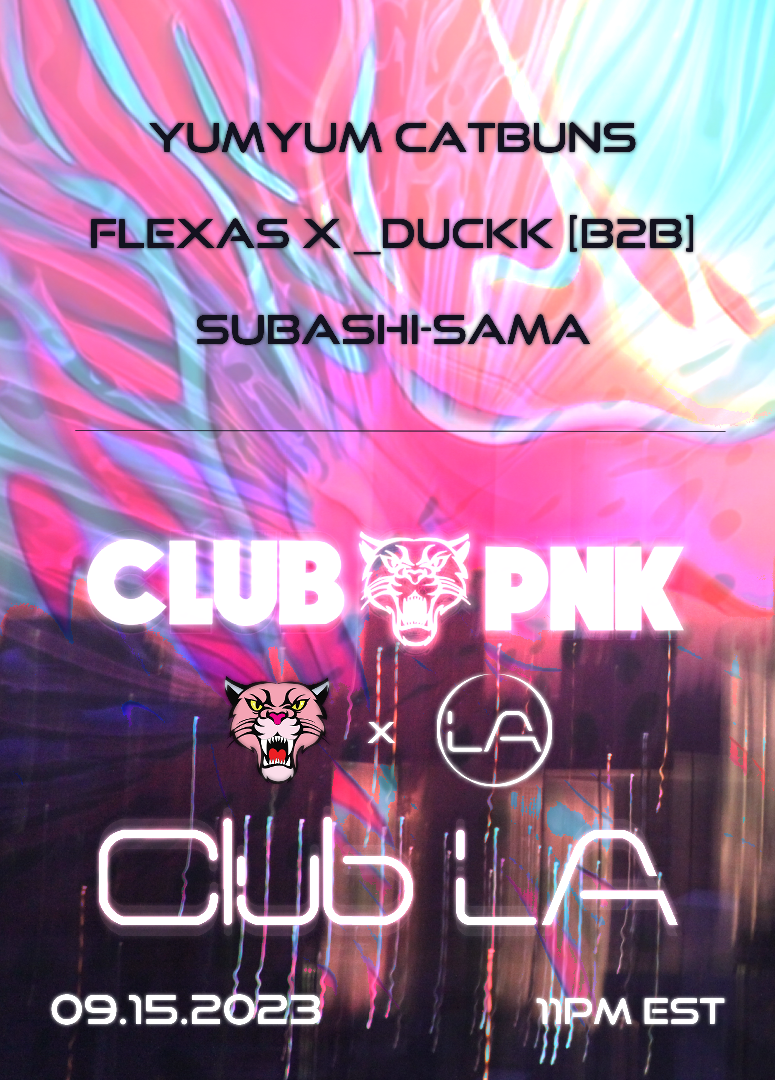 YUMYUM CATBUNS
FLEXAS X _DUCKK [B2B]
SUBASHI-SAMA
CLUB PNK
x LA
Club LA
09.15.2023 11PM EST